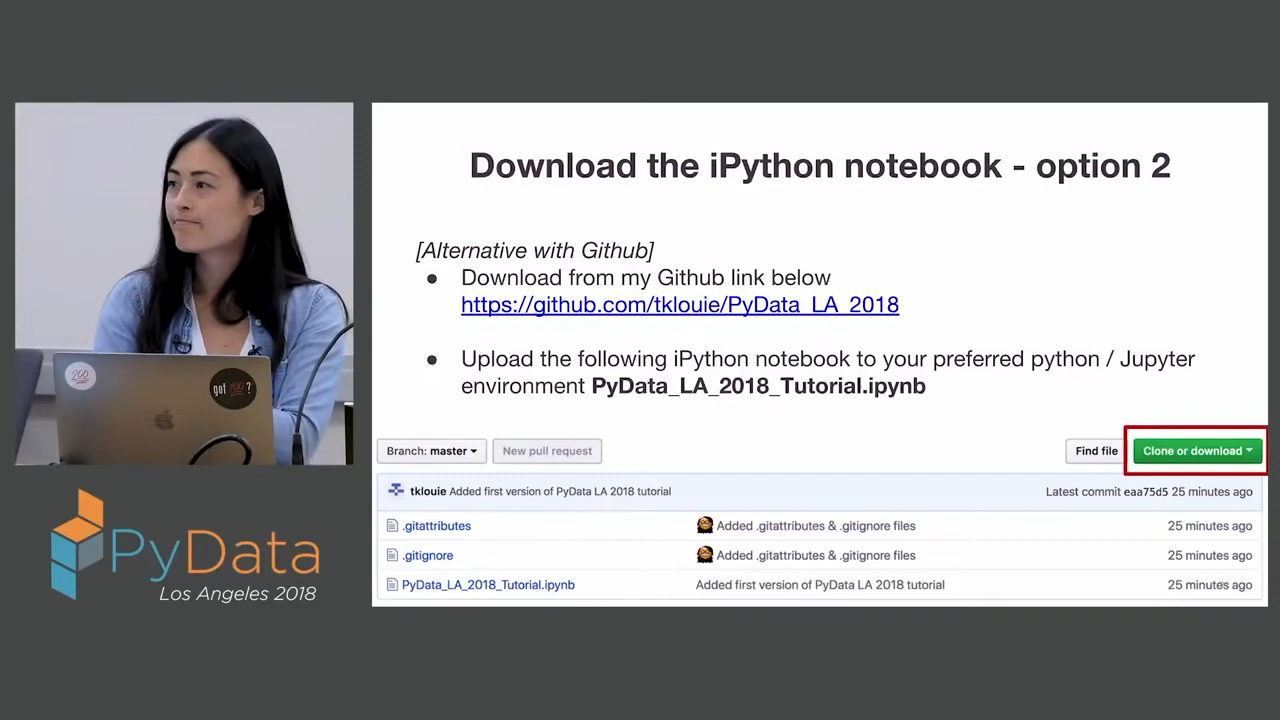 Download the iPython notebook - option 2
[Alternative with Github]
● Download from my Github link below
https://github.com/tklouie/PyData_LA_2018
● Upload the following iPython notebook to your preferred python / Jupyter
environment PyData_LA_2018_Tutorial.ipynb
Branch: master New pull request Find file Clone or download
tklouie Added first version of PyData LA 2018 tutorial Latest commit eaa75d5 25 minutes ago
.gitattributes Added .gitattributes & .gitignore files 25 minutes ago
.gitignore Added .gitattributes & .gitignore files 25 minutes ago
PyData_LA_2018_Tutorial.ipynb Added first version of PyData LA 2018 tutorial 25 minutes ago
200
got ?
PyData
Los Angeles 2018